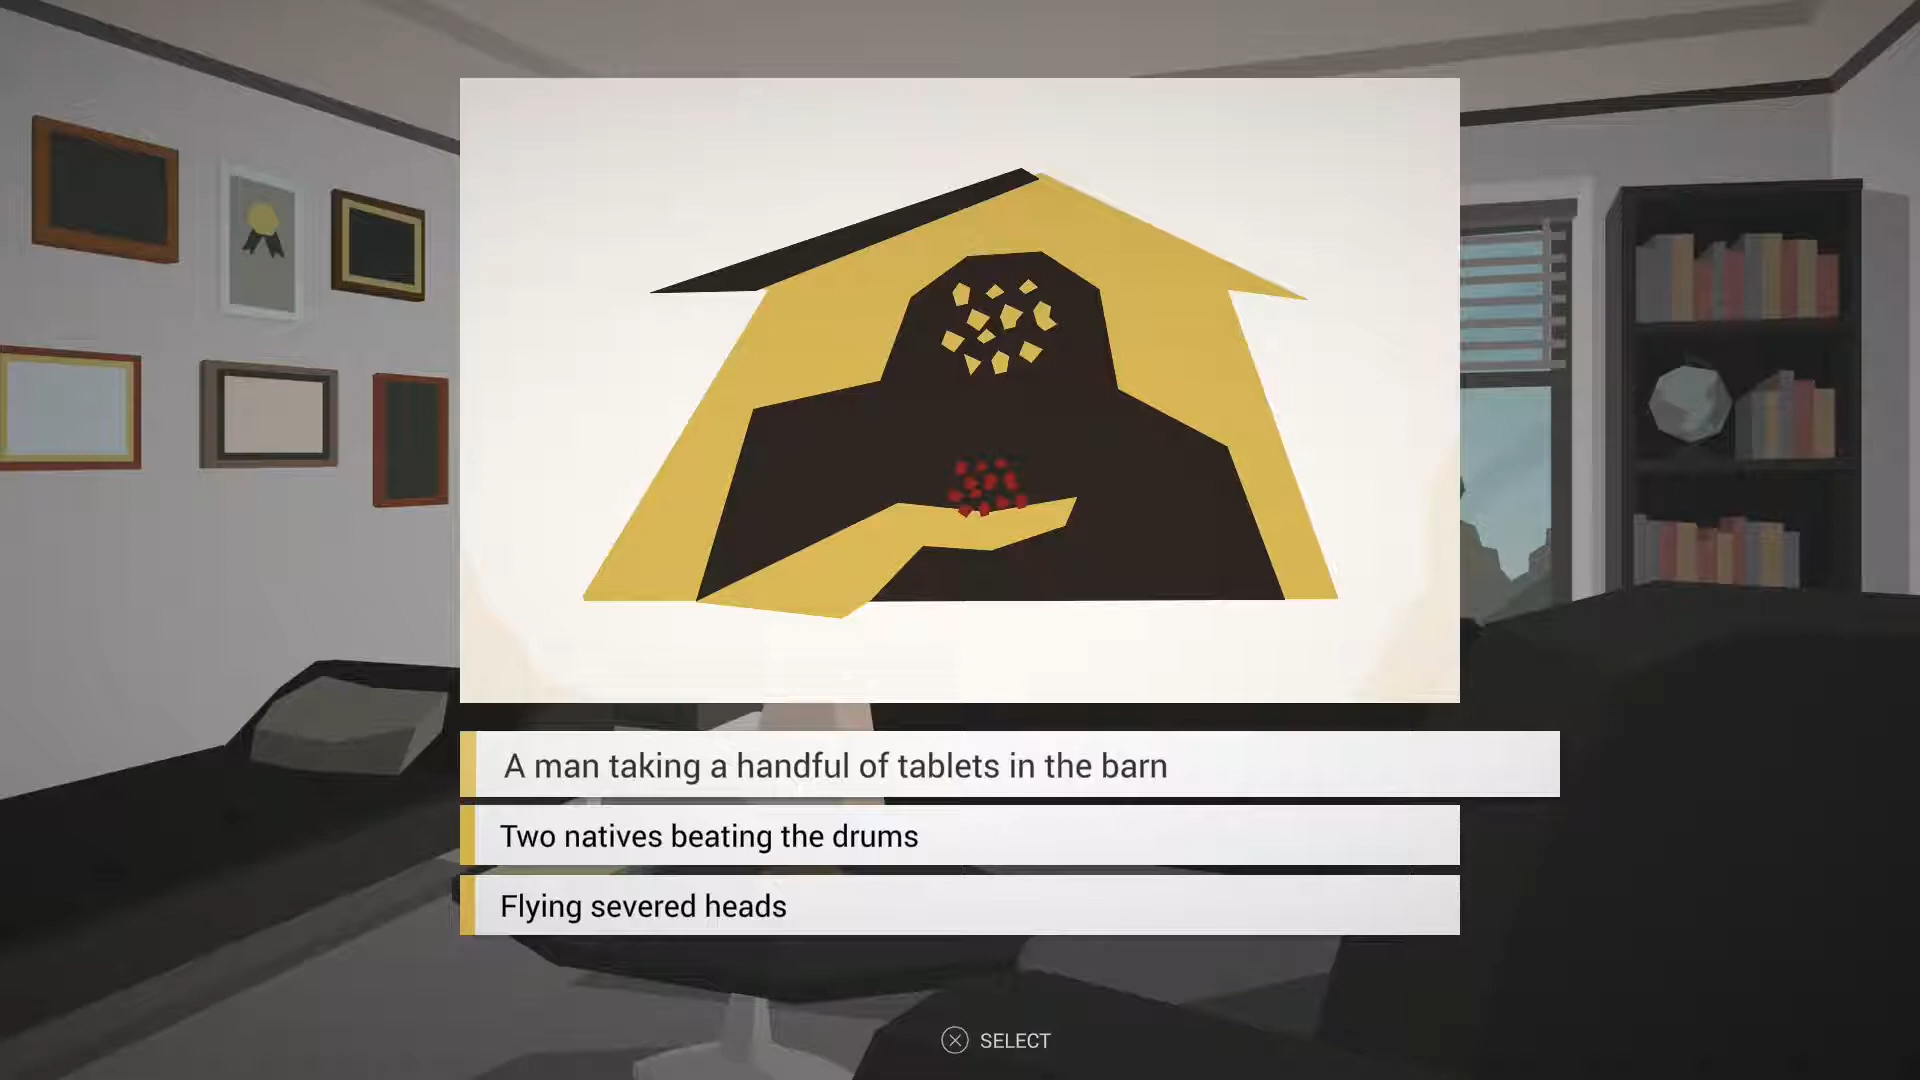 A man taking a handful of tablets in the barn
Two natives beating the drums
Flying severed heads
SELECT